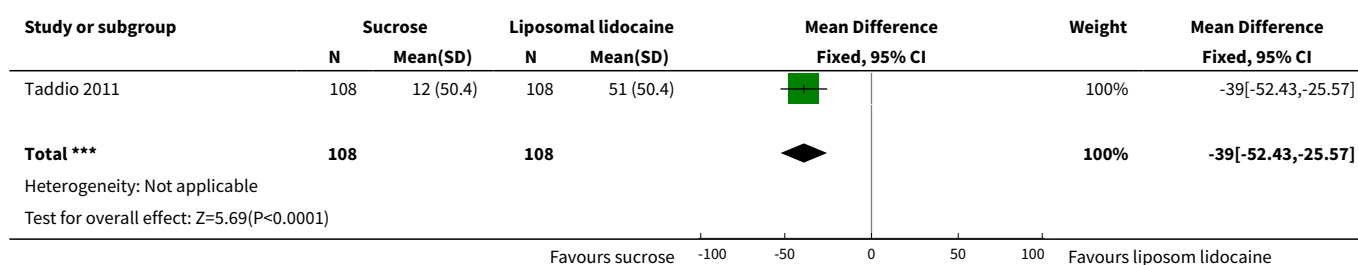 Study or subgroup Sucrose Liposomal lidocaine Mean Difference Weight Mean Difference
N Mean(SD) N Mean(SD) Fixed, 95% CI Fixed, 95% CI
Taddio 2011 108 12 (50.4) 108 51 (50.4) 100% -39[-52.43,-25.57]
Total *** 108 108 100% -39[-52.43,-25.57]
Heterogeneity: Not applicable
Test for overall effect: Z=5.69(P<0.0001)
Favours sucrose -100 -50 0 50 100 Favours liposom lidocaine